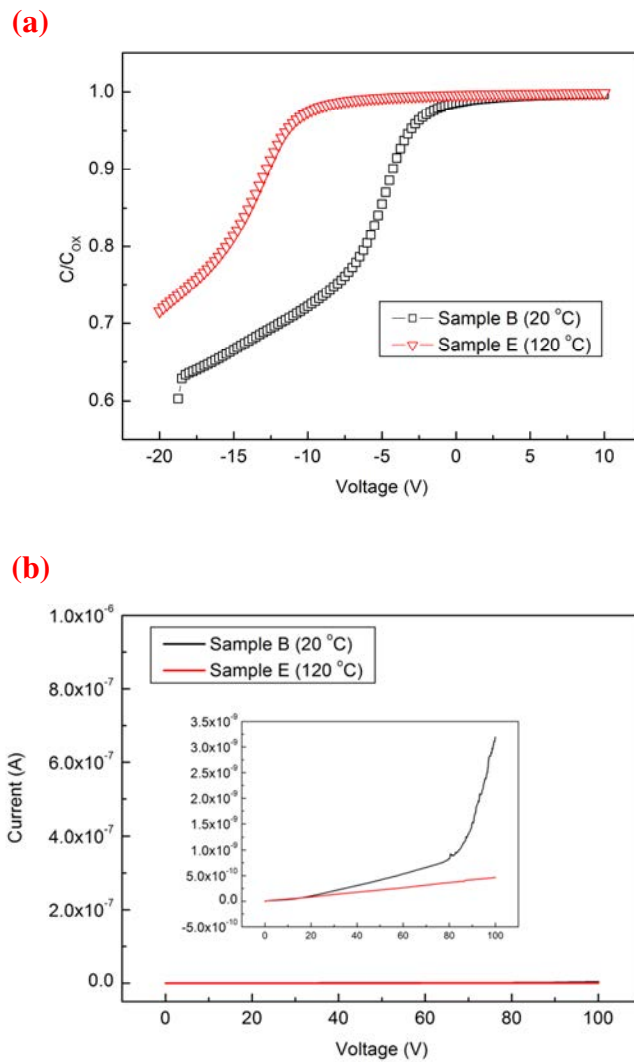 (a)
1.0
0.9
0.8
0.7
0.6
C/C_OX
Sample B (20 °C)
Sample E (120 °C)
-20 -15 -10 -5 0 5 10
Voltage (V)
(b)
1.0x10⁻⁶
8.0x10⁻⁷
6.0x10⁻⁷
4.0x10⁻⁷
2.0x10⁻⁷
0.0
Current (A)
Sample B (20 °C)
Sample E (120 °C)
3.5x10⁻⁹
3.0x10⁻⁹
2.5x10⁻⁹
2.0x10⁻⁹
1.5x10⁻⁹
1.0x10⁻⁹
5.0x10⁻¹⁰
0.0
-5.0x10⁻¹⁰
0 20 40 60 80 100
0 20 40 60 80 100
Voltage (V)